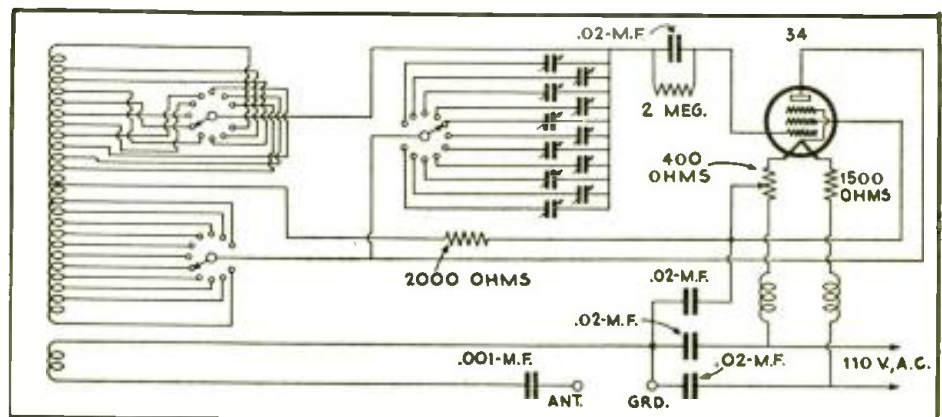 .02-M.F.
34
2 MEG.
400
OHMS
1500
OHMS
2000 OHMS
.02-M.F.
.02-M.F.
.001-M.F.
.02-M.F.
110 V., A.C.
ANT.
GRD.